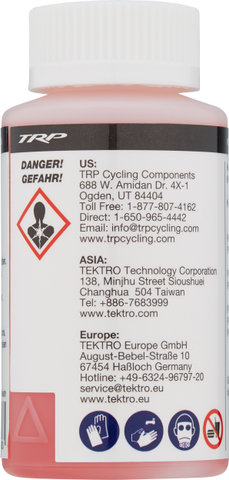 TRP
DANGER!
GEFAHR!
US:
TRP Cycling Components
688 W. Amidan Dr. 4X-1
Ogden, UT 84404
Toll Free: 1-877-807-4162
Direct: 1-650-965-4442
Email: info@trpcycling.com
www.trpcycling.com
ASIA:
TEKTRO Technology Corporation
138, Minjhu Street Sioushuei
Changhua 504 Taiwan
Tel: +886-7683999
www.tektro.com
Europe:
TEKTRO Europe GmbH
August-Bebel-Straße 10
67454 Haßloch Germany
Hotline: +49-6324-96797-20
service@tektro.eu
www.tektro.eu